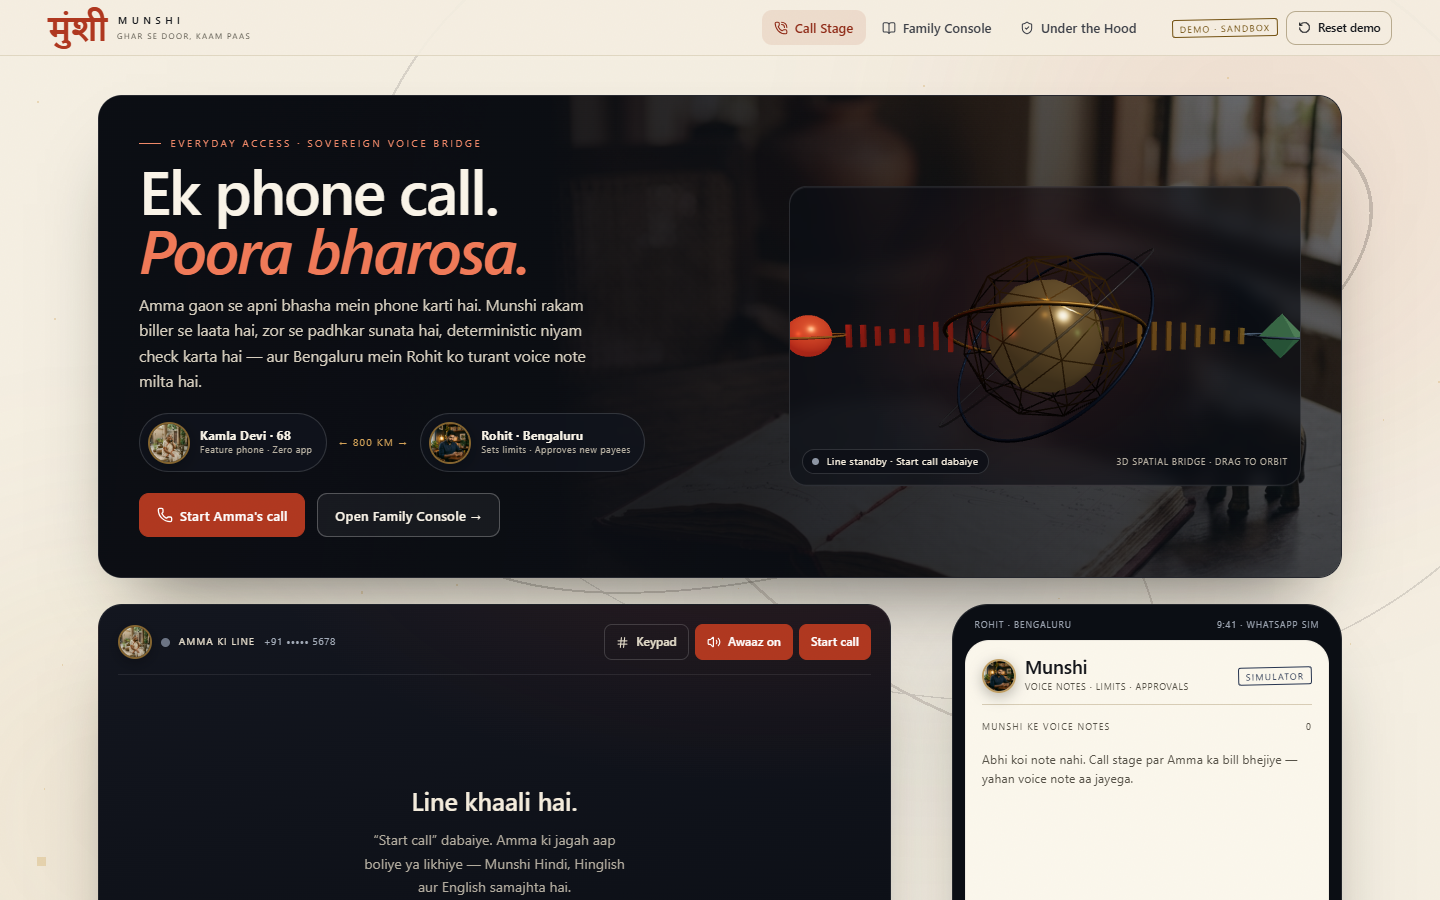 मुंशी
MUNSHI
GHAR SE DOOR, KAAM PAAS
Call Stage
Family Console
Under the Hood
DEMO · SANDBOX
Reset demo
EVERYDAY ACCESS · SOVEREIGN VOICE BRIDGE
Ek phone call.
Poora bharosa.
Amma gaon se apni bhasha mein phone karti hai. Munshi rakam
biller se laata hai, zor se padhkar sunata hai, deterministic niyam
check karta hai — aur Bengaluru mein Rohit ko turant voice note
milta hai.
Kamla Devi · 68
Feature phone · Zero app
← 800 KM →
Rohit · Bengaluru
Sets limits · Approves new payees
Start Amma's call
Open Family Console →
Line standby · Start call dabaiye
3D SPATIAL BRIDGE · DRAG TO ORBIT
AMMA KI LINE +91 ••••• 5678
Keypad
Awaaz on
Start call
Line khaali hai.
“Start call” dabaiye. Amma ki jagah aap
boliye ya likhiye — Munshi Hindi, Hinglish
aur English samajhta hai.
ROHIT · BENGALURU
9:41 · WHATSAPP SIM
Munshi
VOICE NOTES · LIMITS · APPROVALS
SIMULATOR
MUNSHI KE VOICE NOTES
0
Abhi koi note nahi. Call stage par Amma ka bill bhejiye —
yahan voice note aa jayega.